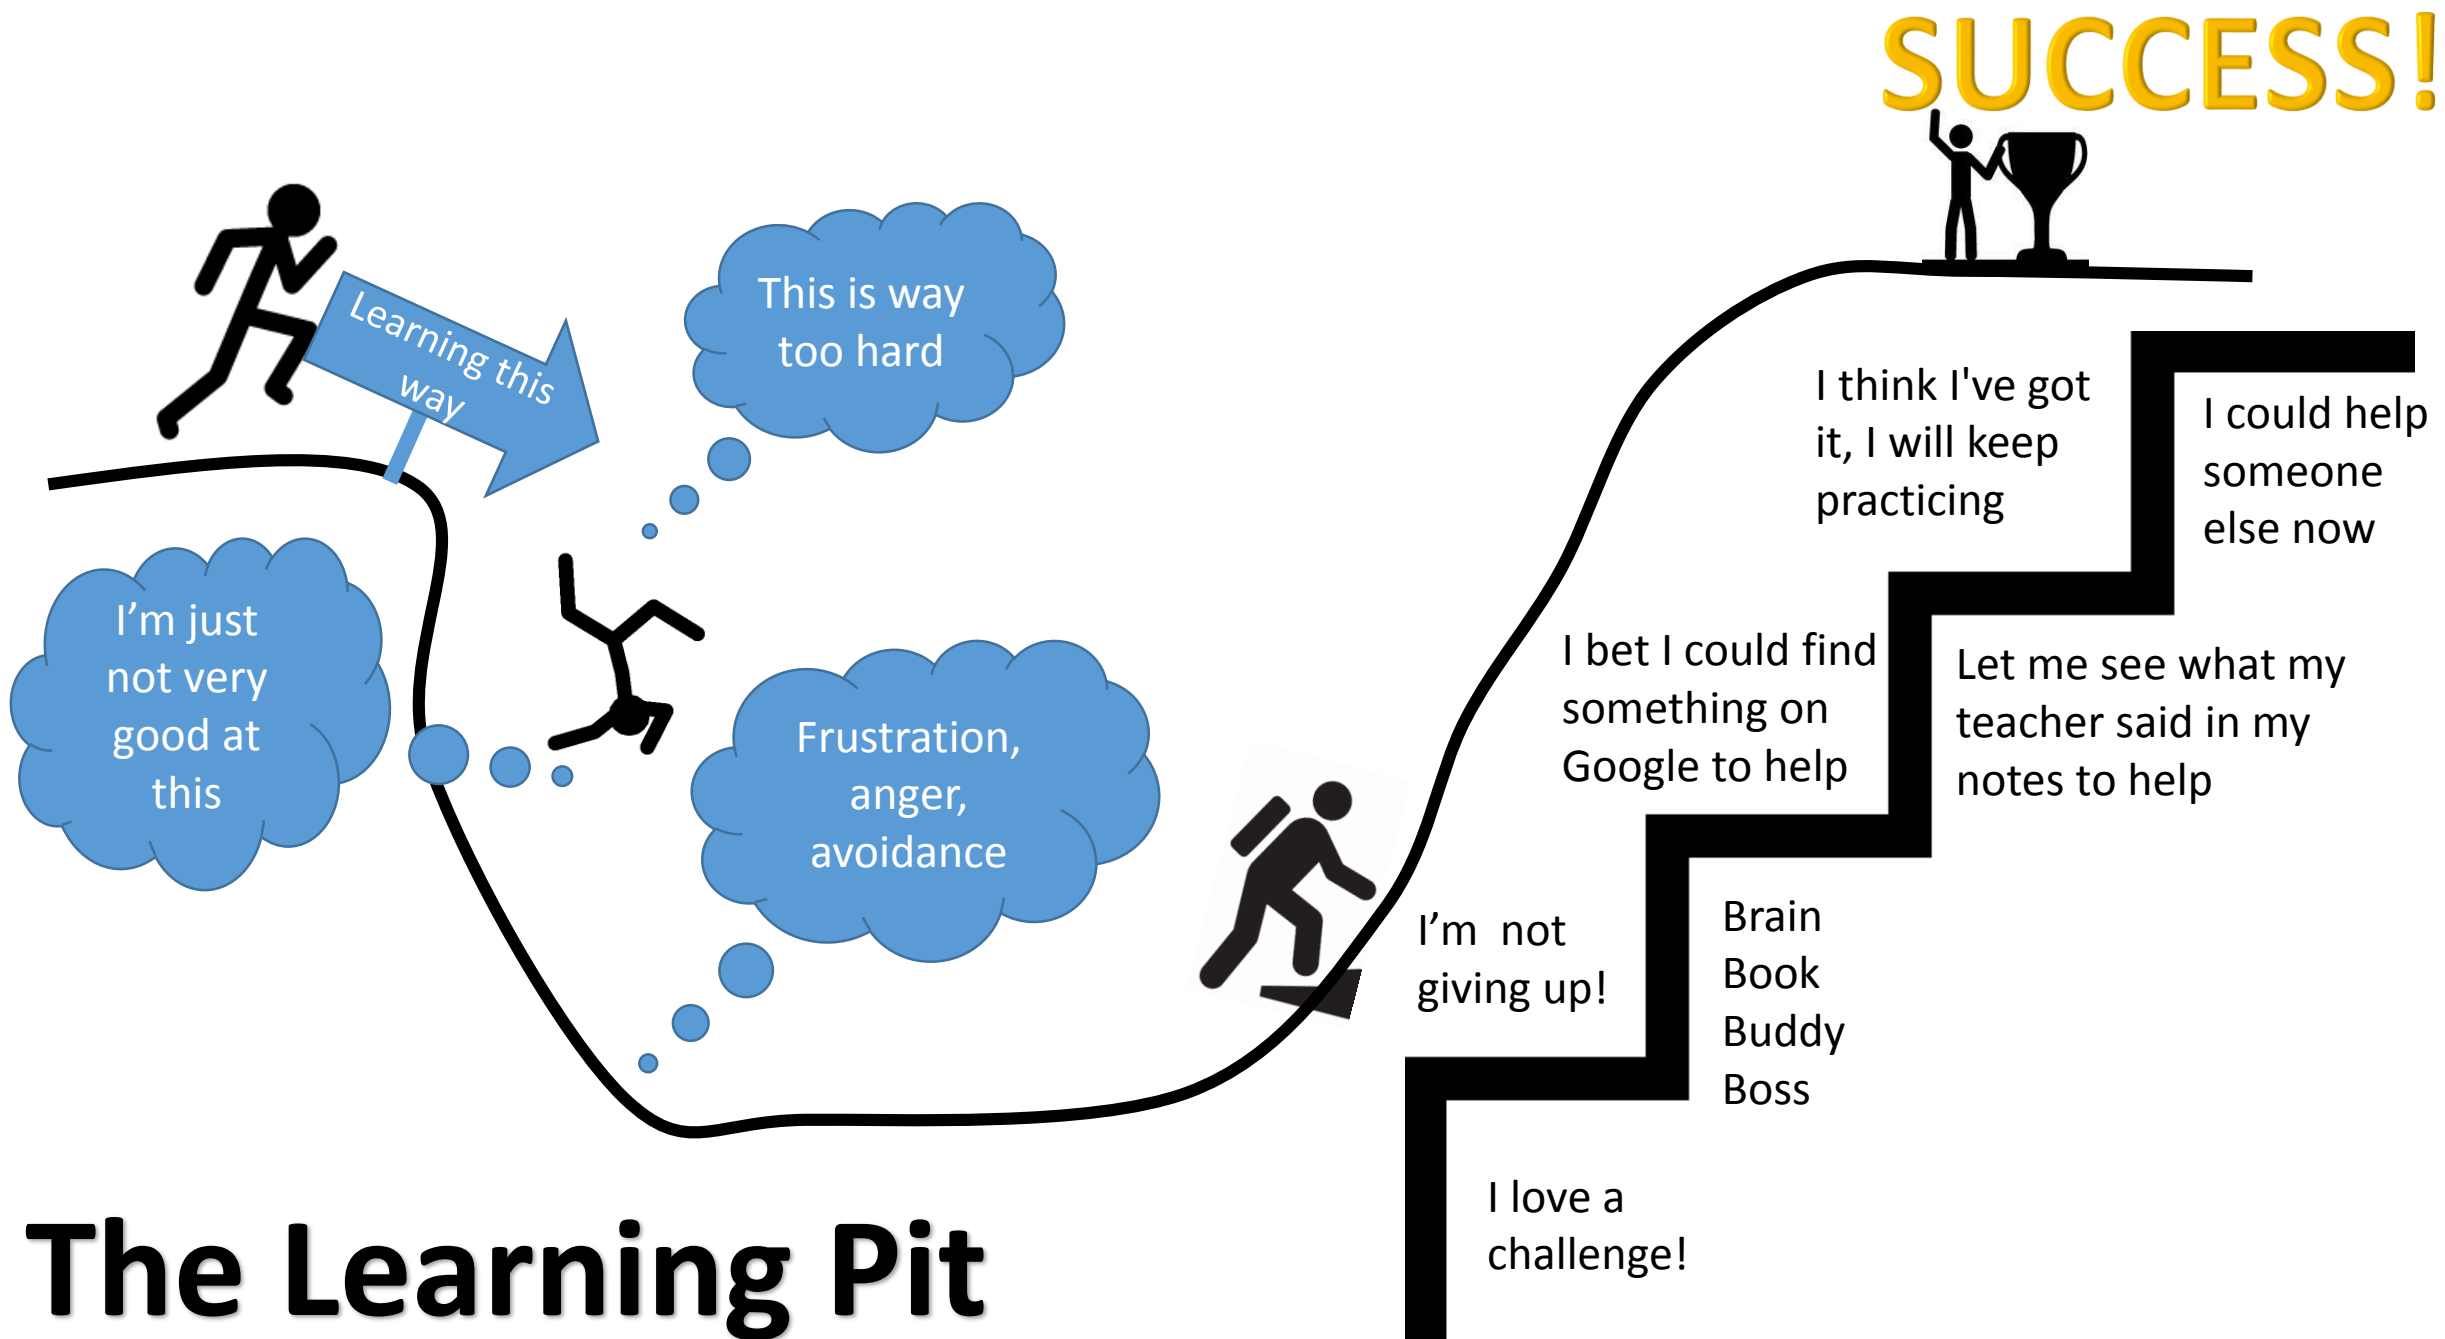 SUCCESS!
Learning this
way
This is way
too hard
I'm just
not very
good at
this
Frustration,
anger,
avoidance
I think I've got
it, I will keep
practicing
I could help
someone
else now
I bet I could find
something on
Google to help
Let me see what my
teacher said in my
notes to help
I'm  not
giving up!
Brain
Book
Buddy
Boss
I love a
challenge!
The Learning Pit